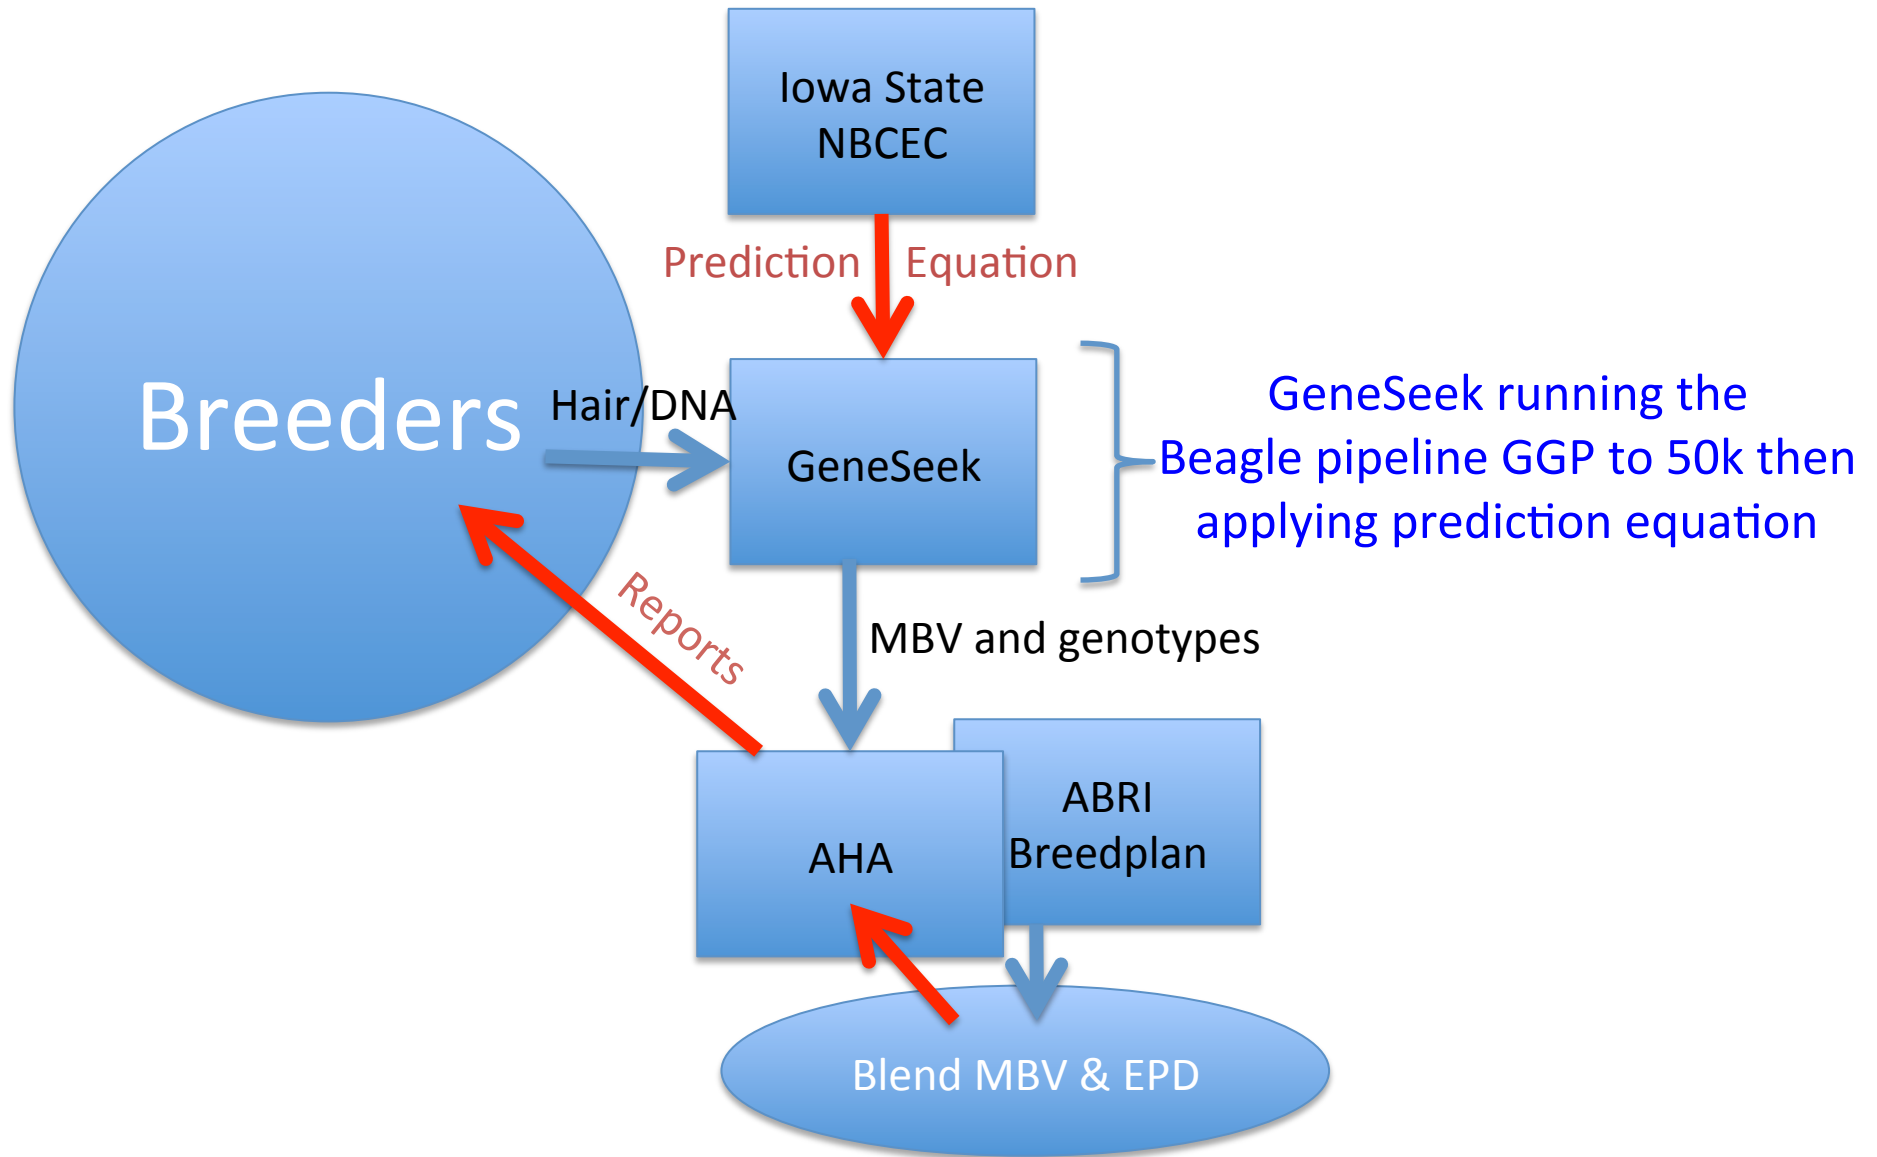 Iowa State
NBCEC
Prediction Equation
Breeders
Hair/DNA
GeneSeek
GeneSeek running the
Beagle pipeline GGP to 50k then
applying prediction equation
Reports
MBV and genotypes
ABRI
Breedplan
AHA
Blend MBV & EPD